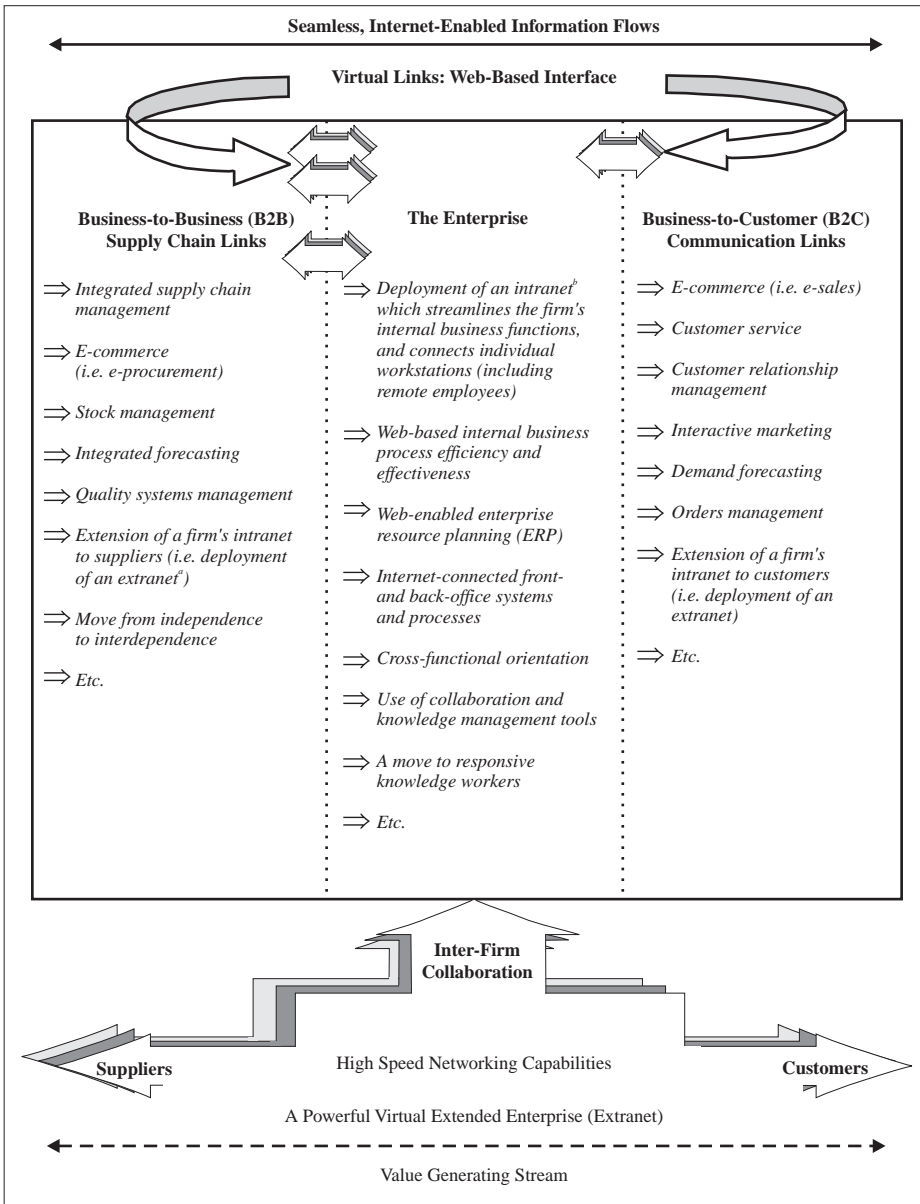 Seamless, Internet-Enabled Information Flows
Virtual Links: Web-Based Interface
Business-to-Business (B2B)
Supply Chain Links
Integrated supply chain
management
E-commerce
(i.e. e-procurement)
Stock management
Integrated forecasting
Quality systems management
Extension of a firm's intranet
to suppliers (i.e. deployment
of an extranetᵃ)
Move from independence
to interdependence
Etc.
The Enterprise
Deployment of an intranetᵇ
which streamlines the firm's
internal business functions,
and connects individual
workstations (including
remote employees)
Web-based internal business
process efficiency and
effectiveness
Web-enabled enterprise
resource planning (ERP)
Internet-connected front-
and back-office systems
and processes
Cross-functional orientation
Use of collaboration and
knowledge management tools
A move to responsive
knowledge workers
Etc.
Business-to-Customer (B2C)
Communication Links
E-commerce (i.e. e-sales)
Customer service
Customer relationship
management
Interactive marketing
Demand forecasting
Orders management
Extension of a firm's
intranet to customers
(i.e. deployment of an
extranet)
Etc.
Inter-Firm
Collaboration
Suppliers
High Speed Networking Capabilities
Customers
A Powerful Virtual Extended Enterprise (Extranet)
Value Generating Stream